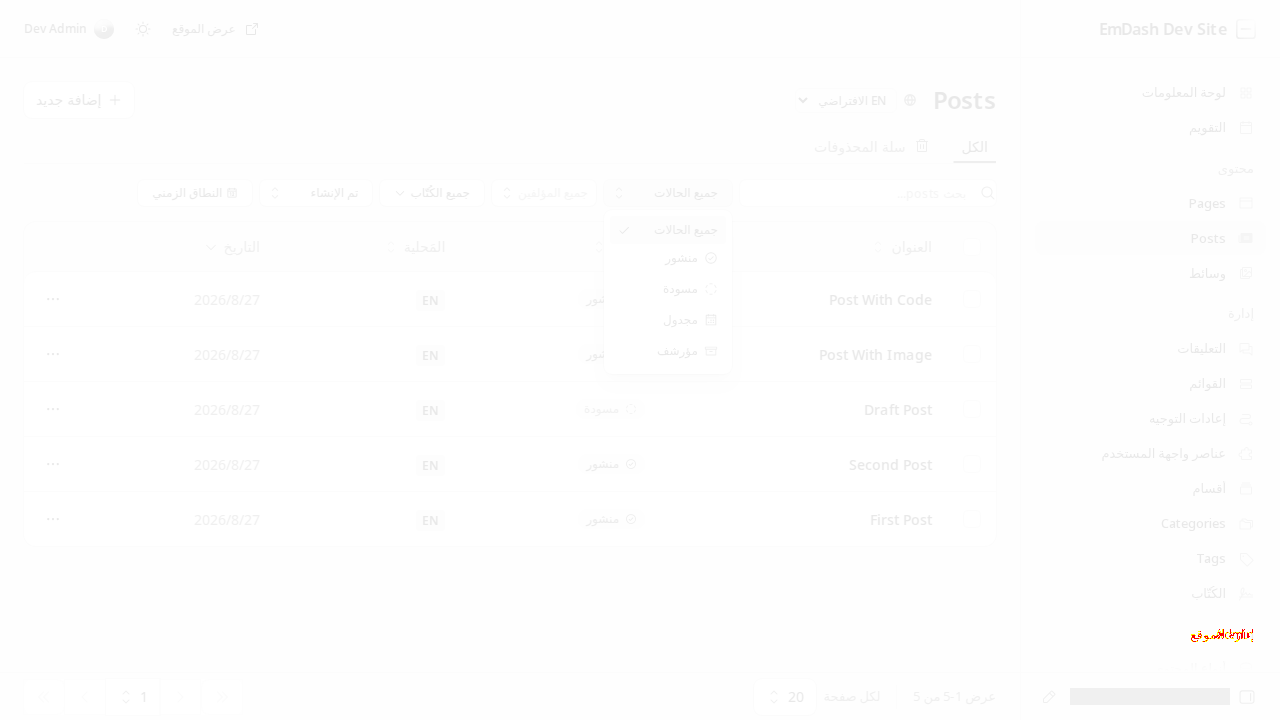 EmDash Dev Site
عرض الموقع
Dev Admin
لوحة المعلومات
التقويم
محتوى
Pages
Posts
وسائط
إدارة
التعليقات
القوائم
إعادات التوجيه
عناصر واجهة المستخدم
أقسام
Categories
Tags
الكتّاب
Posts
EN الافتراضي
إضافة جديد
الكل
سلة المحذوفات
بحث posts...
جميع الحالات
جميع المؤلفين
جميع الكتّاب
تم الإنشاء
النطاق الزمني
جميع الحالات
منشور
مسودة
مجدول
مؤرشف
العنوان
المحلية
التاريخ
Post With Code
EN
2026/8/27
Post With Image
EN
2026/8/27
Draft Post
مسودة
EN
2026/8/27
Second Post
منشور
EN
2026/8/27
First Post
منشور
EN
2026/8/27
عرض 1-5 من 5
لكل صفحة
20
1